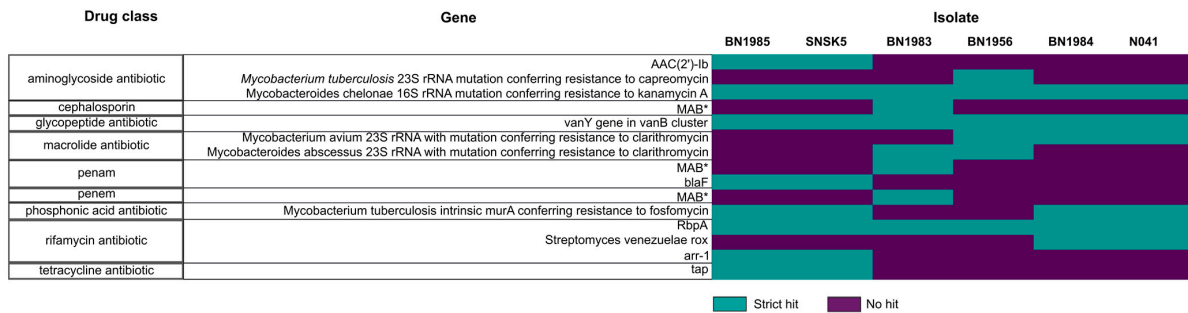 Drug class Gene Isolate
BN1985 SNSK5 BN1983 BN1956 BN1984 N041
aminoglycoside antibiotic
AAC(2')-Ib
Mycobacterium tuberculosis 23S rRNA mutation conferring resistance to capreomycin
Mycobacteroides chelonae 16S rRNA mutation conferring resistance to kanamycin A
cephalosporin MAB*
glycopeptide antibiotic vanY gene in vanB cluster
macrolide antibiotic
Mycobacterium avium 23S rRNA with mutation conferring resistance to clarithromycin
Mycobacteroides abscessus 23S rRNA with mutation conferring resistance to clarithromycin
penam
MAB*
blaF
penem MAB*
phosphonic acid antibiotic Mycobacterium tuberculosis intrinsic murA conferring resistance to fosfomycin
rifamycin antibiotic
RbpA
Streptomyces venezuelae rox
arr-1
tetracycline antibiotic tap
Strict hit No hit